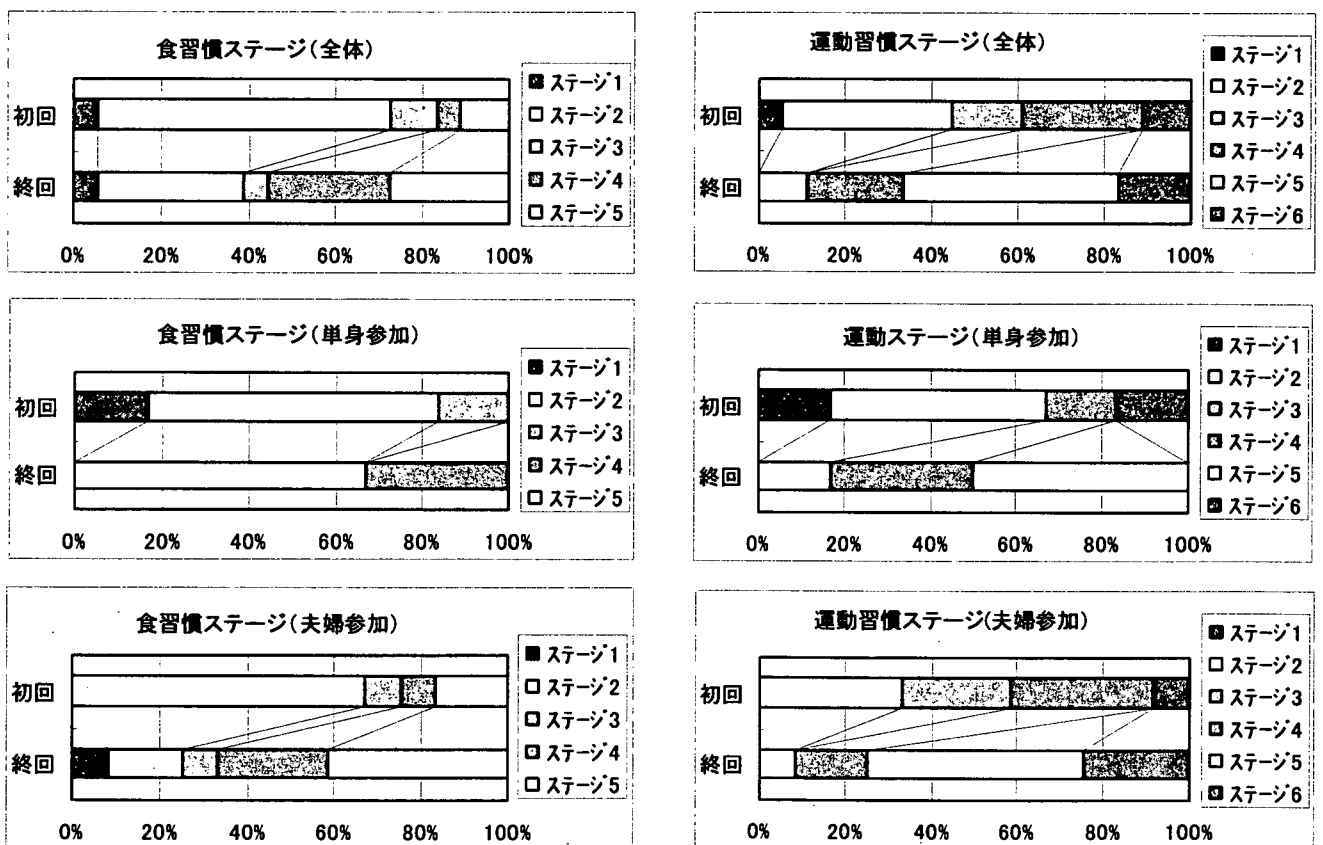 食習慣ステージ(全体)
ステージ1
ステージ2
ステージ3
ステージ4
ステージ5
初回
終回
0% 20% 40% 60% 80% 100%
運動習慣ステージ(全体)
ステージ1
ステージ2
ステージ3
ステージ4
ステージ5
ステージ6
初回
終回
0% 20% 40% 60% 80% 100%
食習慣ステージ(単身参加)
ステージ1
ステージ2
ステージ3
ステージ4
ステージ5
初回
終回
0% 20% 40% 60% 80% 100%
運動ステージ(単身参加)
ステージ1
ステージ2
ステージ3
ステージ4
ステージ5
ステージ6
初回
終回
0% 20% 40% 60% 80% 100%
食習慣ステージ(夫婦参加)
ステージ1
ステージ2
ステージ3
ステージ4
ステージ5
初回
終回
0% 20% 40% 60% 80% 100%
運動習慣ステージ(夫婦参加)
ステージ1
ステージ2
ステージ3
ステージ4
ステージ5
ステージ6
初回
終回
0% 20% 40% 60% 80% 100%